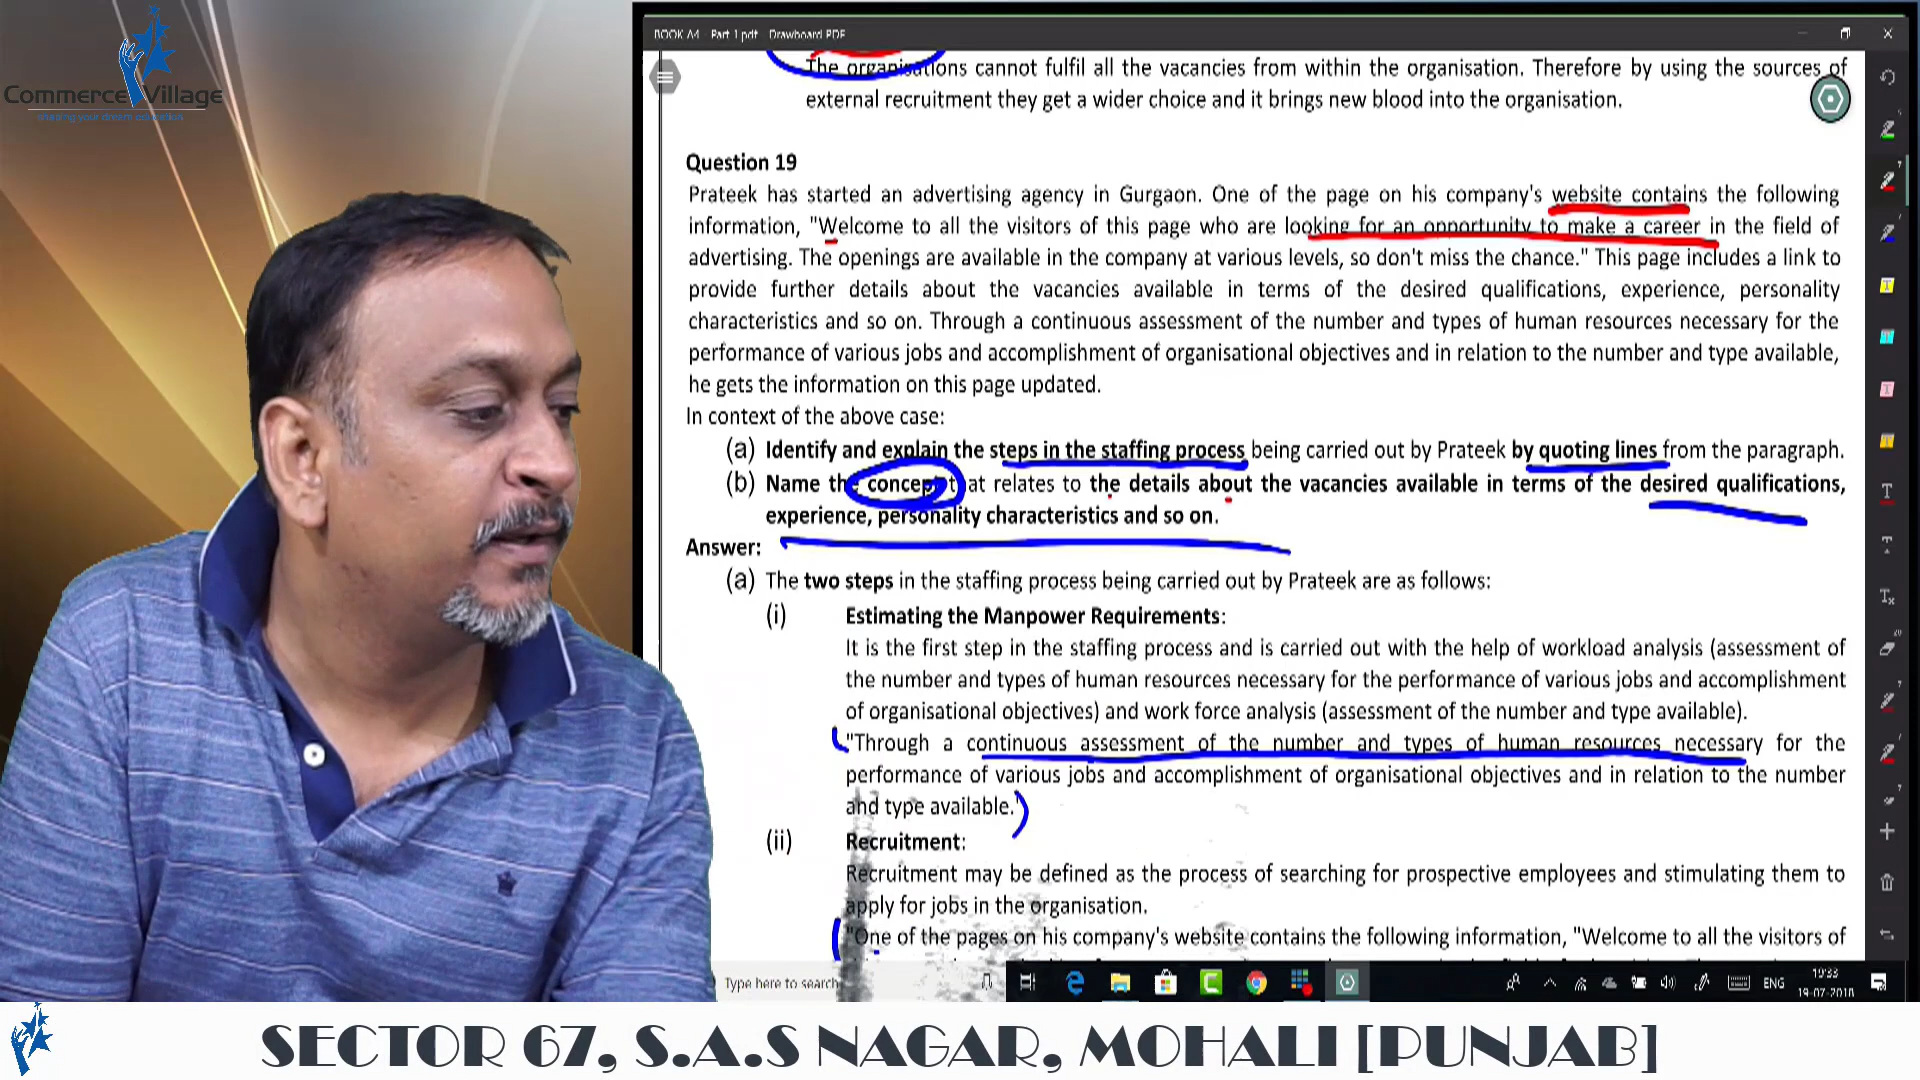 Commerce Village
shaping your dream education
BOOK A4 - Part 1.pdf - Drawboard PDF
The organisations cannot fulfil all the vacancies from within the organisation. Therefore by using the sources of
external recruitment they get a wider choice and it brings new blood into the organisation.
Question 19
Prateek has started an advertising agency in Gurgaon. One of the page on his company's website contains the following
information, "Welcome to all the visitors of this page who are looking for an opportunity to make a career in the field of
advertising. The openings are available in the company at various levels, so don't miss the chance." This page includes a link to
provide further details about the vacancies available in terms of the desired qualifications, experience, personality
characteristics and so on. Through a continuous assessment of the number and types of human resources necessary for the
performance of various jobs and accomplishment of organisational objectives and in relation to the number and type available,
he gets the information on this page updated.
In context of the above case:
(a) Identify and explain the steps in the staffing process being carried out by Prateek by quoting lines from the paragraph.
(b) Name the concept that relates to the details about the vacancies available in terms of the desired qualifications,
experience, personality characteristics and so on.
Answer:
(a) The two steps in the staffing process being carried out by Prateek are as follows:
(i) Estimating the Manpower Requirements:
It is the first step in the staffing process and is carried out with the help of workload analysis (assessment of
the number and types of human resources necessary for the performance of various jobs and accomplishment
of organisational objectives) and work force analysis (assessment of the number and type available).
"Through a continuous assessment of the number and types of human resources necessary for the
performance of various jobs and accomplishment of organisational objectives and in relation to the number
and type available."
(ii) Recruitment:
Recruitment may be defined as the process of searching for prospective employees and stimulating them to
apply for jobs in the organisation.
"One of the pages on his company's website contains the following information, "Welcome to all the visitors of
Type here to search
ENG
19:33
19-07-2018
SECTOR 67, S.A.S NAGAR, MOHALI [PUNJAB]